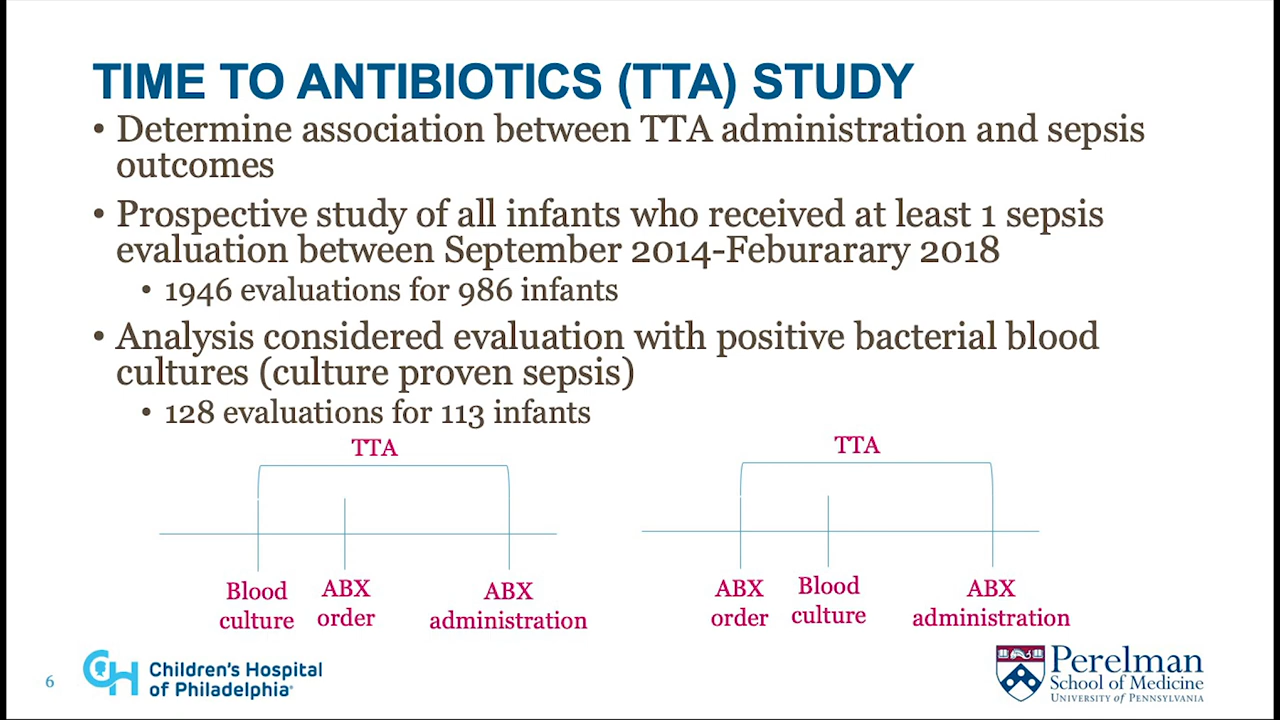 TIME TO ANTIBIOTICS (TTA) STUDY
• Determine association between TTA administration and sepsis
outcomes
• Prospective study of all infants who received at least 1 sepsis
evaluation between September 2014-Feburarary 2018
• 1946 evaluations for 986 infants
• Analysis considered evaluation with positive bacterial blood
cultures (culture proven sepsis)
• 128 evaluations for 113 infants
TTA
Blood
culture
ABX
order
ABX
administration
TTA
ABX
order
Blood
culture
ABX
administration
6
CH
Children's Hospital
of Philadelphia
Perelman
School of Medicine
UNIVERSITY of PENNSYLVANIA